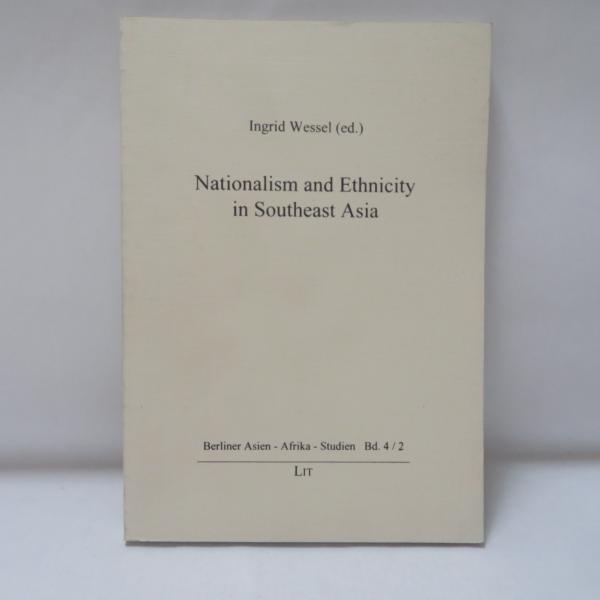 Ingrid Wessel (ed.)
Nationalism and Ethnicity
in Southeast Asia
Berliner Asien - Afrika - Studien Bd. 4 / 2
LIT